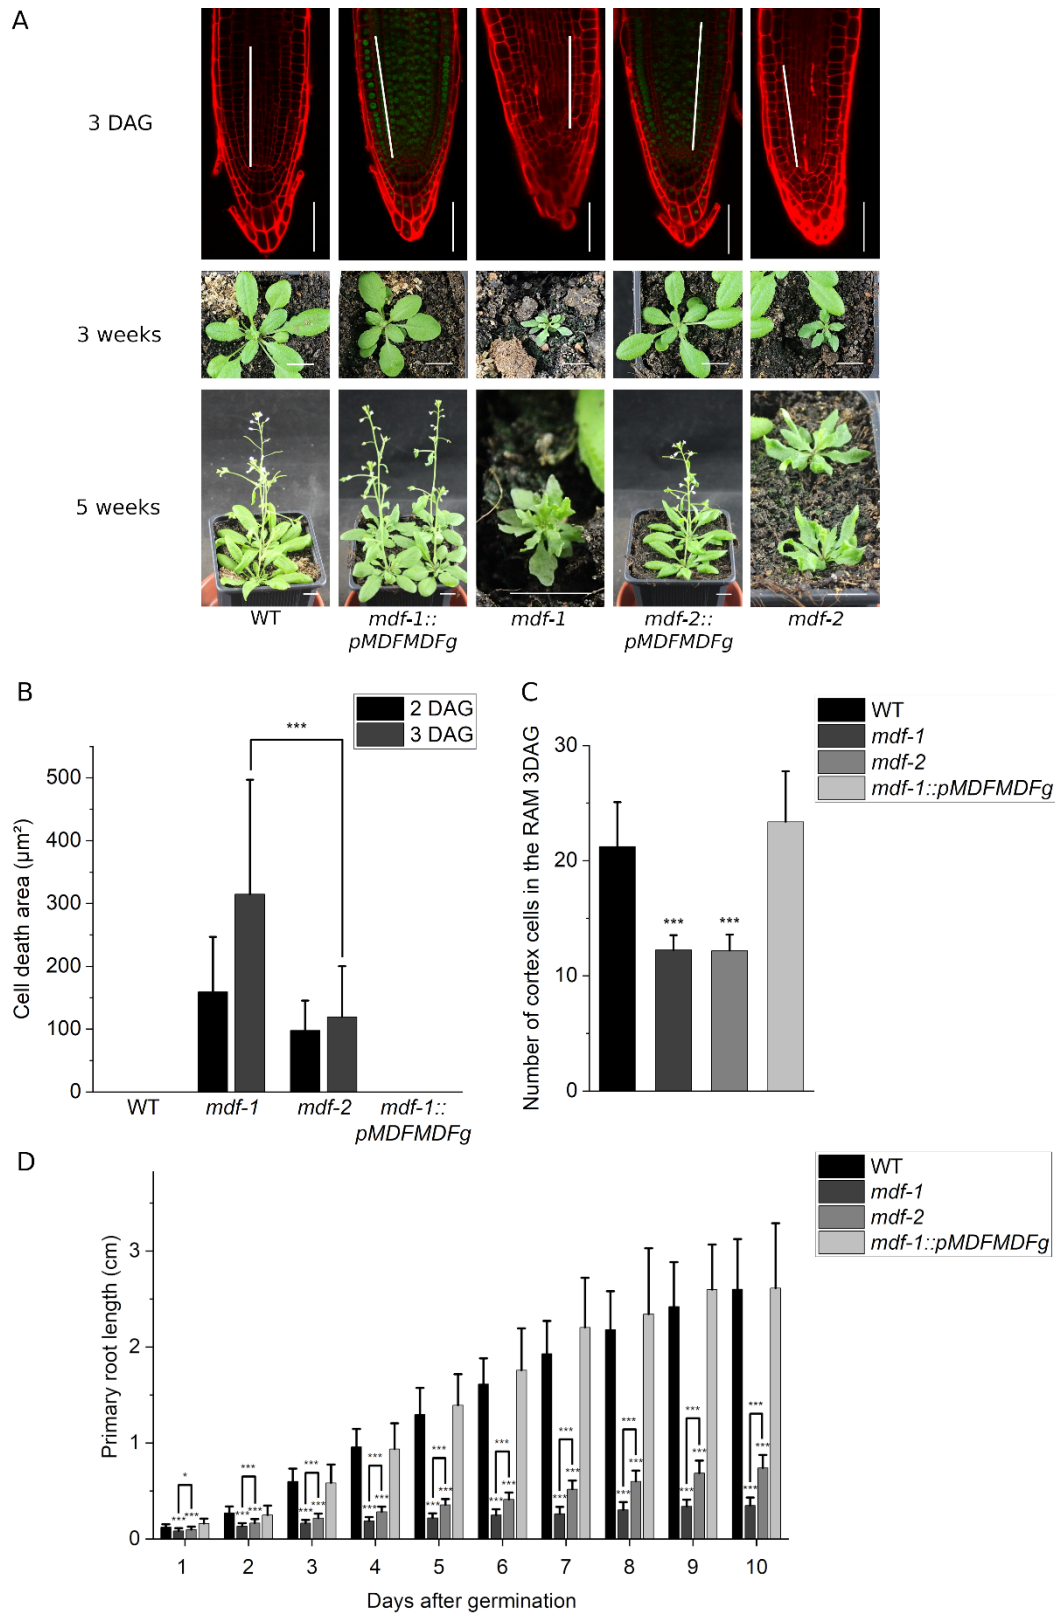 A
3 DAG
3 weeks
5 weeks
WT
mdf-1::
pMDFMDFg
mdf-1
mdf-2::
pMDFMDFg
mdf-2
B
2 DAG
3 DAG
***
Cell death area (µm²)
500
400
300
200
100
0
WT
mdf-1
mdf-2
mdf-1::
pMDFMDFg
C
WT
mdf-1
mdf-2
mdf-1::pMDFMDFg
Number of cortex cells in the RAM 3DAG
30
20
10
0
***
***
D
WT
mdf-1
mdf-2
mdf-1::pMDFMDFg
Primary root length (cm)
3
2
1
0
*
*** ***
***
*** ***
***
*** ***
***
*** ***
***
*** ***
***
*** ***
***
*** ***
***
*** ***
***
*** ***
***
*** ***
1 2 3 4 5 6 7 8 9 10
Days after germination